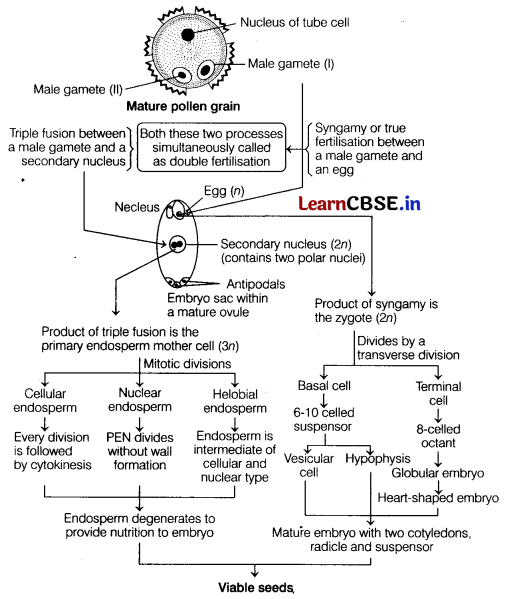 Nucleus of tube cell
Male gamete (I)
Male gamete (II)
Mature pollen grain
Triple fusion between
a male gamete and a
secondary nucleus
Both these two processes
simultaneously called
as double fertilisation
Syngamy or true
fertilisation between
a male gamete and
an egg
LearnCBSE.in
Egg (n)
Necleus
Secondary nucleus (2n)
(contains two polar nuclei)
Antipodals
Embryo sac within
a mature ovule
Product of syngamy is
the zygote (2n)
Product of triple fusion is the
primary endosperm mother cell (3n)
Mitotic divisions
Divides by a
transverse division
Cellular
endosperm
Nuclear
endosperm
Helobial
endosperm
Basal cell
Terminal
cell
Every division
is followed
by cytokinesis
PEN divides
without wall
formation
Endosperm is
intermediate of
cellular and
nuclear type
6-10 celled
suspensor
8-celled
octant
Vesicular
cell
Hypophysis
Globular embryo
Heart-shaped embryo
Endosperm degenerates to
provide nutrition to embryo
Mature embryo with two cotyledons,
radicle and suspensor
Viable seeds